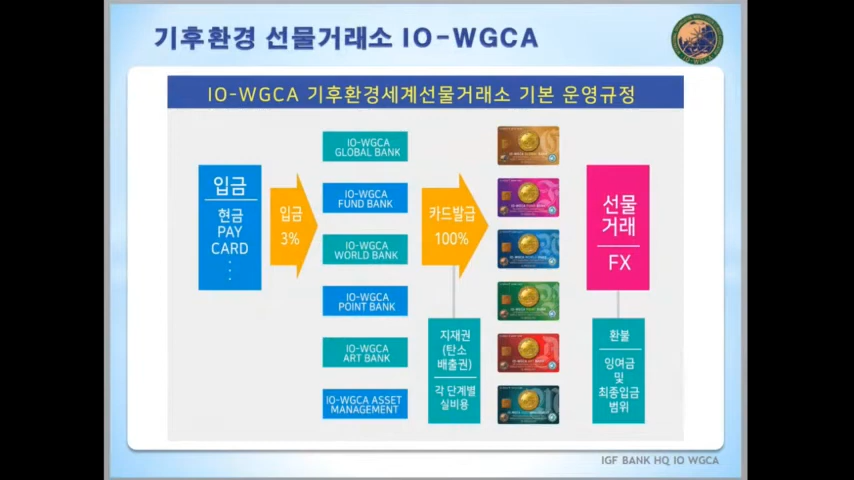 기후환경 선물거래소 IO-WGCA
IO-WGCA 기후환경세계선물거래소 기본 운영규정
입금
현금
PAY
CARD
입금
3%
IO-WGCA
GLOBAL BANK
IO-WGCA
FUND BANK
IO-WGCA
WORLD BANK
IO-WGCA
POINT BANK
IO-WGCA
ART BANK
IO-WGCA ASSET
MANAGEMENT
카드발급
100%
지재권
(탄소
배출권)
각 단계별
실비용
선물
거래
FX
환불
잉여금
및
최종입금
범위
IGF BANK HQ IO WGCA